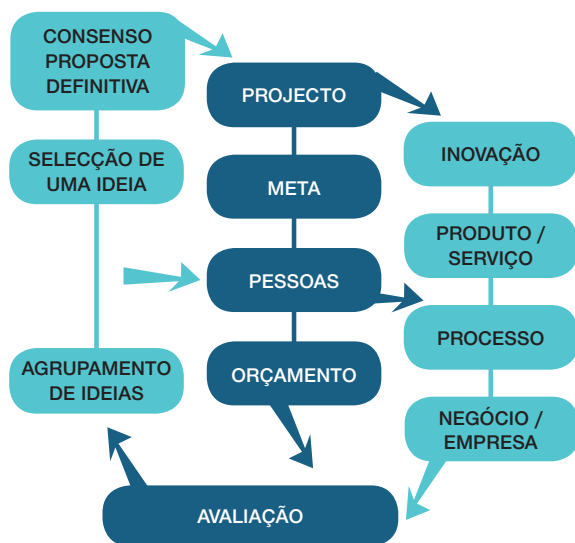 CONSENSO
PROPOSTA
DEFINITIVA
SELECÇÃO DE
UMA IDEIA
AGRUPAMENTO
DE IDEIAS
PROJECTO
META
PESSOAS
ORÇAMENTO
INOVAÇÃO
PRODUTO /
SERVIÇO
PROCESSO
NEGÓCIO /
EMPRESA
AVALIAÇÃO